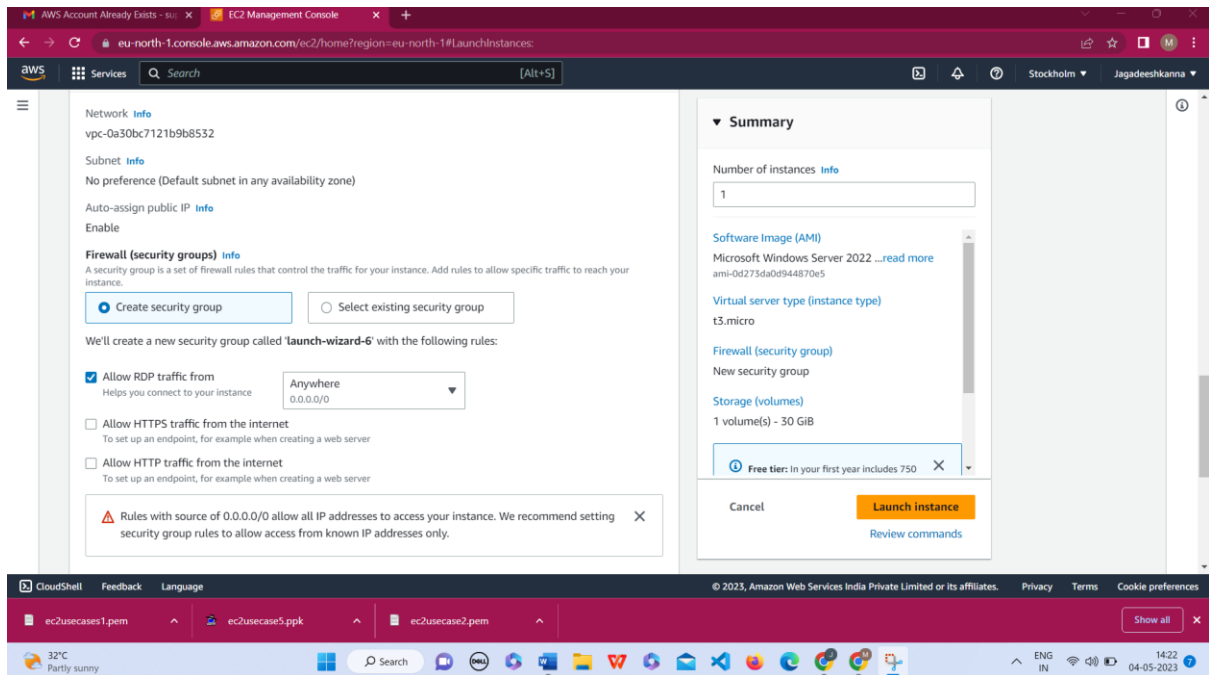 AWS Account Already Exists - sup
EC2 Management Console
eu-north-1.console.aws.amazon.com/ec2/home?region=eu-north-1#LaunchInstances:
M
aws
Services
Search
[Alt+S]
Stockholm
Jagadeeshkanna
Network Info
vpc-0a30bc7121b9b8532
Subnet Info
No preference (Default subnet in any availability zone)
Auto-assign public IP Info
Enable
Firewall (security groups) Info
A security group is a set of firewall rules that control the traffic for your instance. Add rules to allow specific traffic to reach your
instance.
Create security group
Select existing security group
We'll create a new security group called 'launch-wizard-6' with the following rules:
Allow RDP traffic from
Helps you connect to your instance
Anywhere
0.0.0.0/0
Allow HTTPS traffic from the internet
To set up an endpoint, for example when creating a web server
Allow HTTP traffic from the internet
To set up an endpoint, for example when creating a web server
Rules with source of 0.0.0.0/0 allow all IP addresses to access your instance. We recommend setting
security group rules to allow access from known IP addresses only.
Summary
Number of instances Info
1
Software Image (AMI)
Microsoft Windows Server 2022 ...read more
ami-0d273da0d944870e5
Virtual server type (instance type)
t3.micro
Firewall (security group)
New security group
Storage (volumes)
1 volume(s) - 30 GiB
Free tier: In your first year includes 750
Cancel
Launch instance
Review commands
CloudShell
Feedback
Language
© 2023, Amazon Web Services India Private Limited or its affiliates.
Privacy
Terms
Cookie preferences
ec2usecases1.pem
ec2usecase5.ppk
ec2usecase2.pem
Show all
32°C
Partly sunny
Search
DELL
ENG
IN
14:22
04-05-2023
7